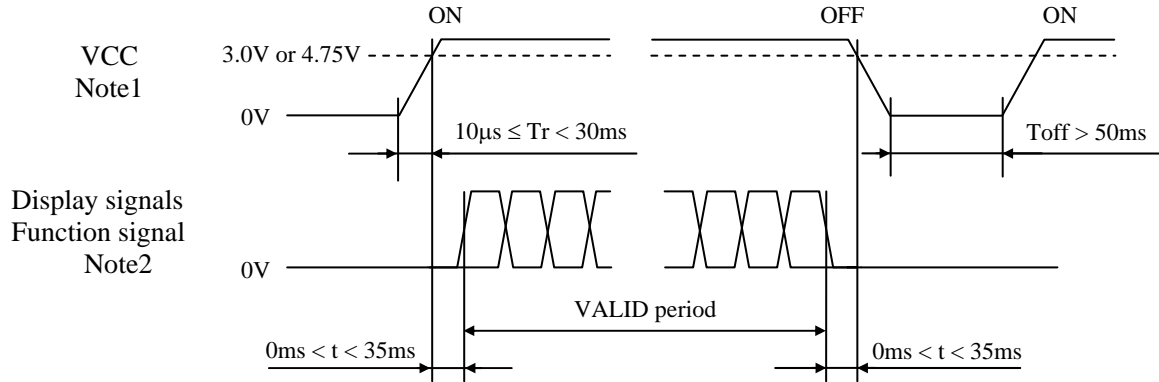 ON
OFF
ON
VCC
Note1
3.0V or 4.75V
0V
10μs ≤ Tr < 30ms
Toff > 50ms
Display signals
Function signal
Note2
0V
VALID period
0ms < t < 35ms
0ms < t < 35ms